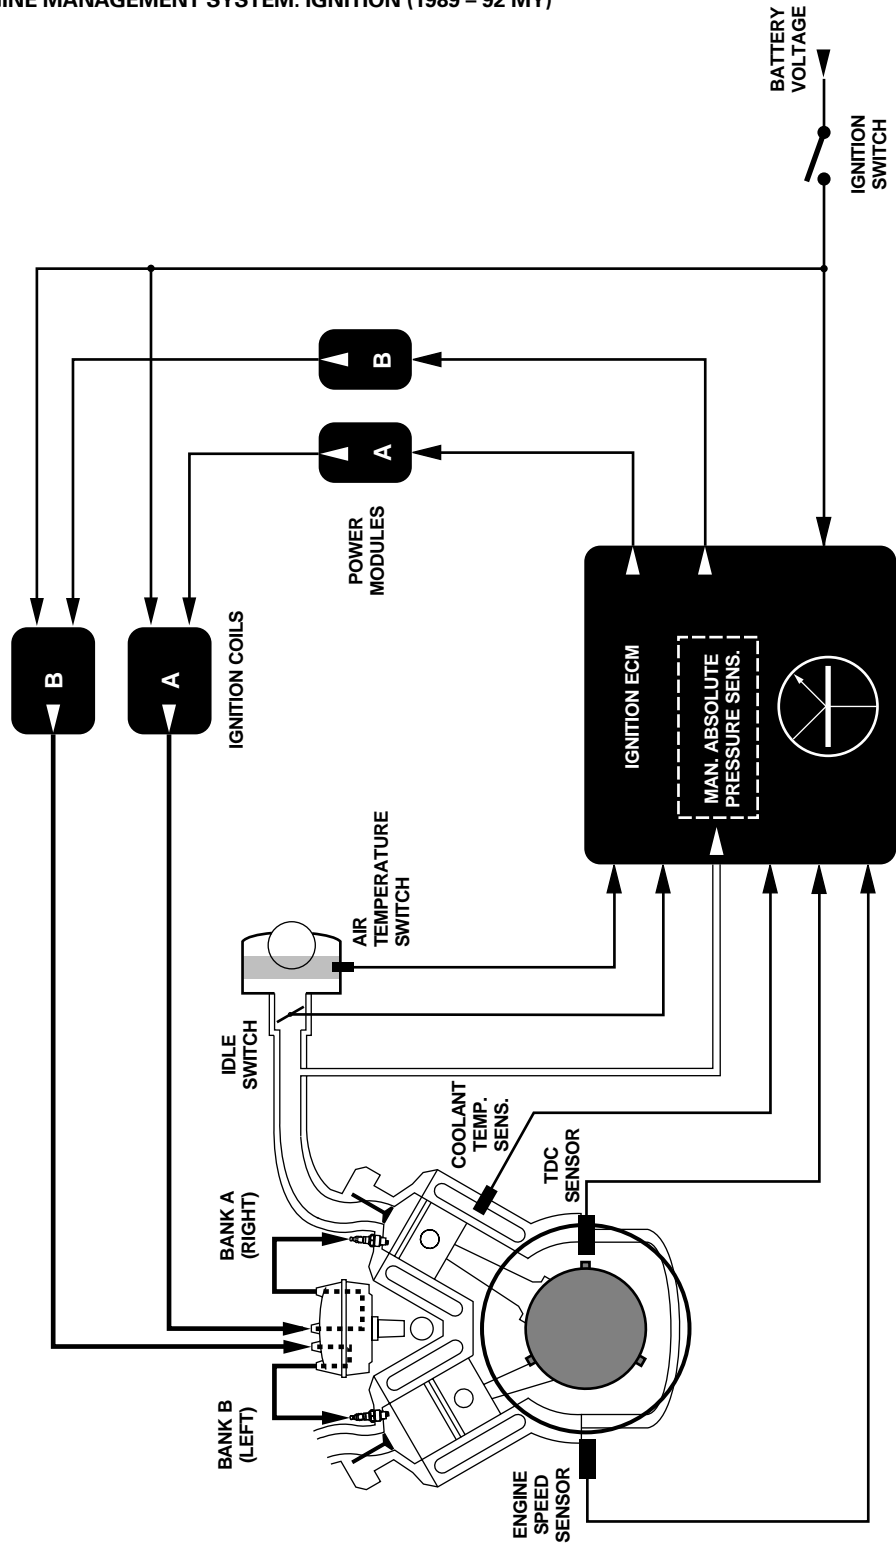 MANAGEMENT SYSTEM: IGNITION (1989 – 92 MY)
BATTERY
VOLTAGE
IGNITION
SWITCH
B
A
POWER
MODULES
B
A
IGNITION COILS
IGNITION ECM
MAN. ABSOLUTE
PRESSURE SENS.
AIR
TEMPERATURE
SWITCH
IDLE
SWITCH
COOLANT
TEMP.
SENS.
TDC
SENSOR
BANK A
(RIGHT)
BANK B
(LEFT)
ENGINE
SPEED
SENSOR